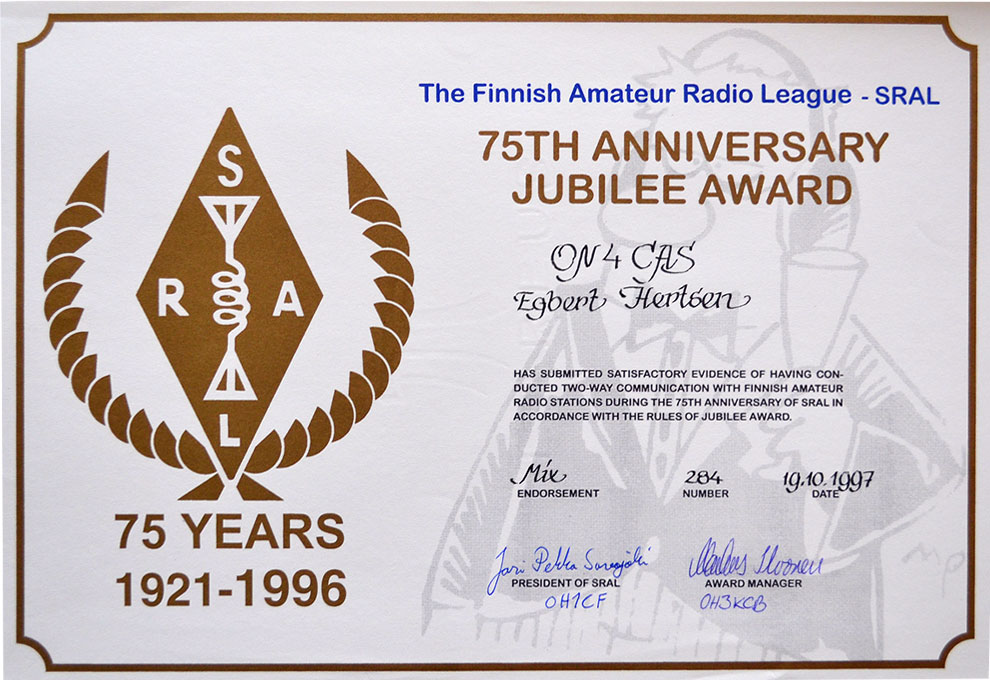 The Finnish Amateur Radio League - SRAL
75TH ANNIVERSARY
JUBILEE AWARD
S
R A
L
75 YEARS
1921-1996
ON4CAS
Egbert Hertsen
HAS SUBMITTED SATISFACTORY EVIDENCE OF HAVING CON-
DUCTED TWO-WAY COMMUNICATION WITH FINNISH AMATEUR
RADIO STATIONS DURING THE 75TH ANNIVERSARY OF SRAL IN
ACCORDANCE WITH THE RULES OF JUBILEE AWARD.
Mix 284 19.10.1997
ENDORSEMENT NUMBER DATE
Jari Pekka
PRESIDENT OF SRAL AWARD MANAGER
OH1CF OH3KCB